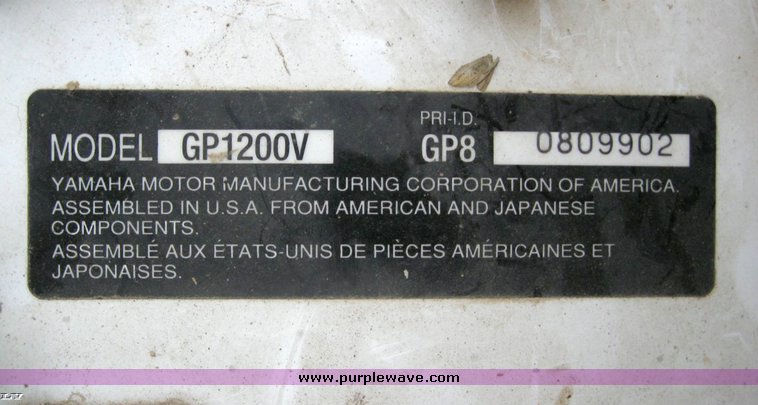 PRI-I.D.
MODEL GP1200V GP8 0809902
YAMAHA MOTOR MANUFACTURING CORPORATION OF AMERICA.
ASSEMBLED IN U.S.A. FROM AMERICAN AND JAPANESE
COMPONENTS.
ASSEMBLÉ AUX ÉTATS-UNIS DE PIÈCES AMÉRICAINES ET
JAPONAISES.
www.purplewave.com